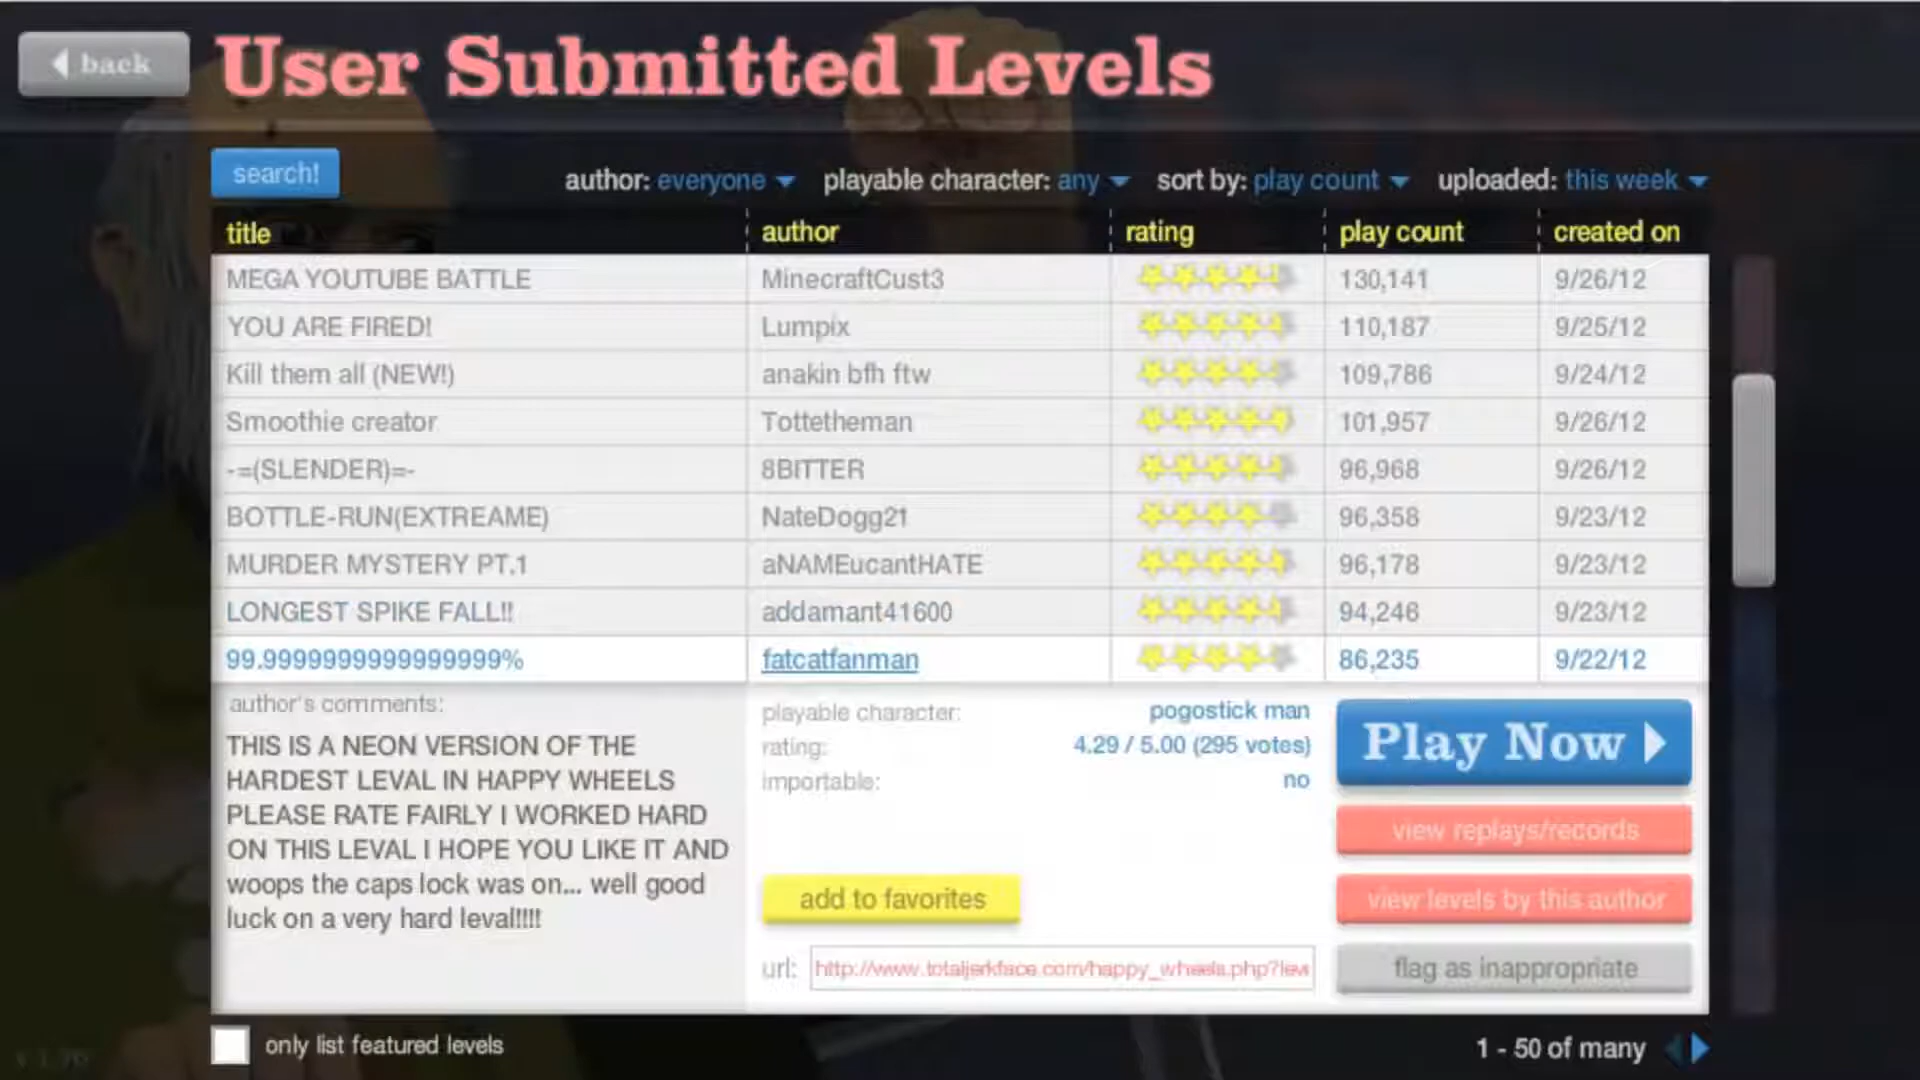 back
User Submitted Levels
search!
author: everyone playable character: any sort by: play count uploaded: this week
title author rating play count created on
MEGA YOUTUBE BATTLE MinecraftCust3 130,141 9/26/12
YOU ARE FIRED! Lumpix 110,187 9/25/12
Kill them all (NEW!) anakin bfh ftw 109,786 9/24/12
Smoothie creator Tottetheman 101,957 9/26/12
-=(SLENDER)=- 8BITTER 96,968 9/26/12
BOTTLE-RUN(EXTREAME) NateDogg21 96,358 9/23/12
MURDER MYSTERY PT.1 aNAMEucantHATE 96,178 9/23/12
LONGEST SPIKE FALL!! addamant41600 94,246 9/23/12
99.9999999999999999% fatcatfanman 86,235 9/22/12
author's comments:
THIS IS A NEON VERSION OF THE
HARDEST LEVAL IN HAPPY WHEELS
PLEASE RATE FAIRLY I WORKED HARD
ON THIS LEVAL I HOPE YOU LIKE IT AND
woops the caps lock was on... well good
luck on a very hard leval!!!!
playable character: pogostick man
rating: 4.29 / 5.00 (295 votes)
importable: no
add to favorites
url: http://www.totaljerkface.com/happy_wheels.php?lev
Play Now
view replays/records
view levels by this author
flag as inappropriate
only list featured levels
1 - 50 of many